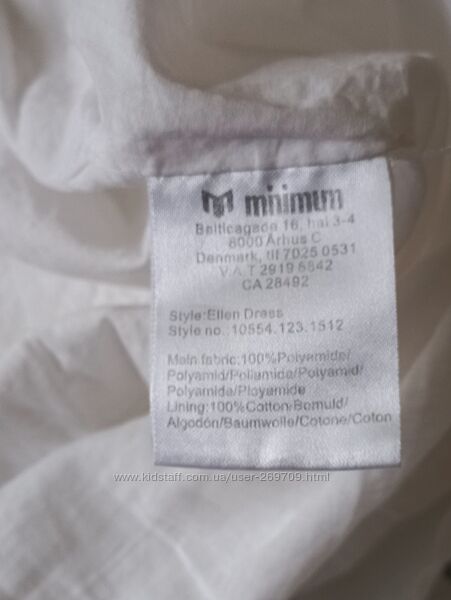 minimum
Balticagade 16, hal 3-4
8000 Århus C
Denmark, tlf 7025 0531
V.A.T 2919 6842
CA 28492
Style:Ellen Dress
Style no. 10554.123.1512
Main fabric:100%Polyamide/
Polyamid/Poliamida/Polyamid/
Polyamide/Ployamide
Lining:100%Cotton-Bomuld/
Algodón/Baumwolle/Cotone/Coton
www.kidstaff.com.ua/user-269709.html